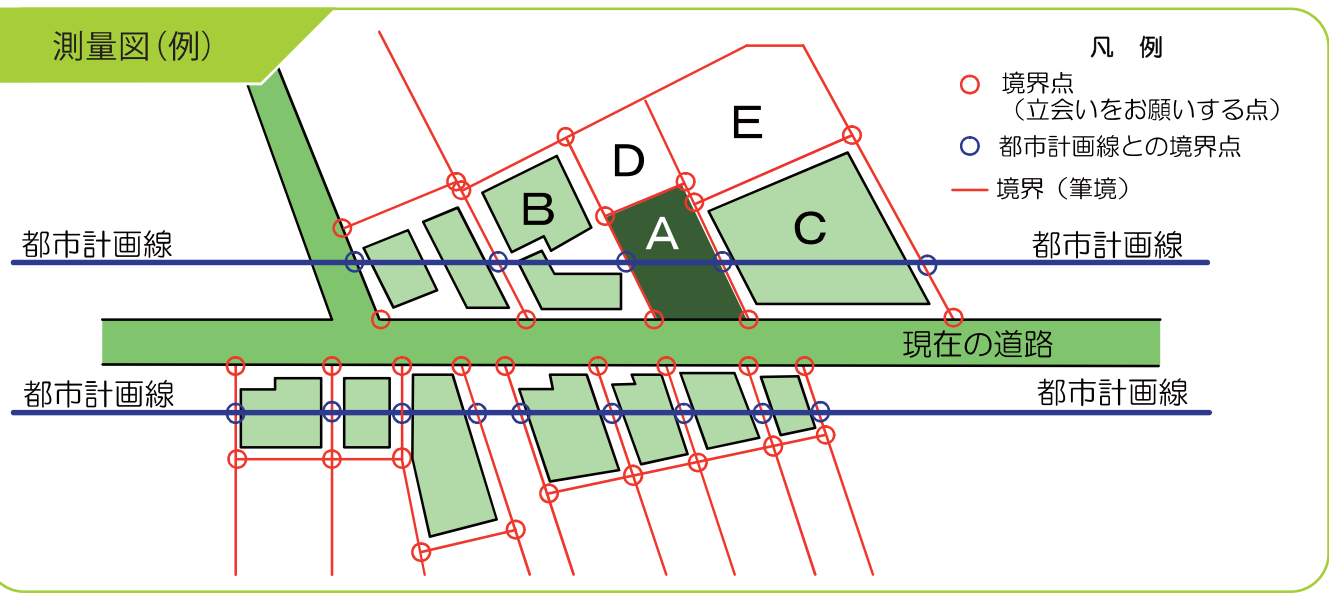 測量図（例）
凡 例
境界点
（立会いをお願いする点）
都市計画線との境界点
境界（筆境）
E
D
B
A
C
都市計画線
都市計画線
現在の道路
都市計画線
都市計画線